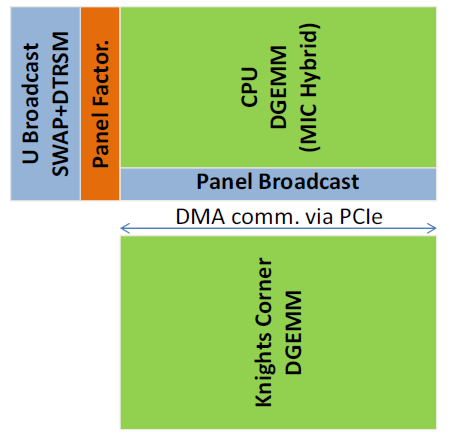 U Broadcast
SWAP+DTRSM
Panel Factor.
CPU
DGEMM
(MIC Hybrid)
Panel Broadcast
DMA comm. via PCIe
Knights Corner
DGEMM